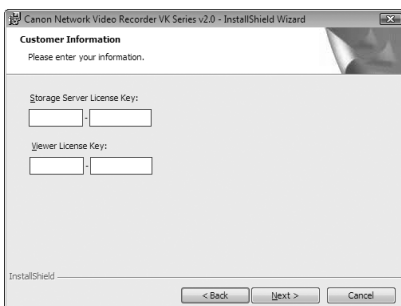 Canon Network Video Recorder VK Series v2.0 - InstallShield Wizard
Customer Information
Please enter your information.
Storage Server License Key:
-
Viewer License Key:
-
InstallShield
< Back Next > Cancel